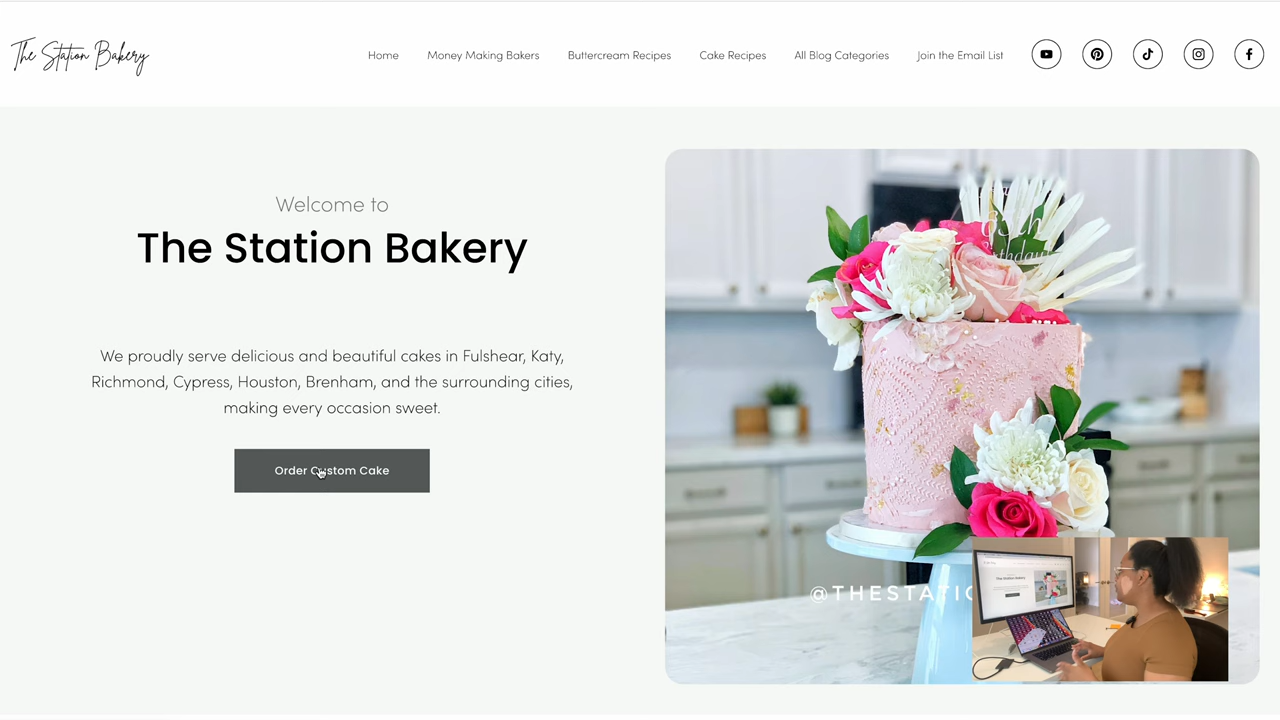 The Station Bakery
Home Money Making Bakers Buttercream Recipes Cake Recipes All Blog Categories Join the Email List
Welcome to
The Station Bakery
We proudly serve delicious and beautiful cakes in Fulshear, Katy,
Richmond, Cypress, Houston, Brenham, and the surrounding cities,
making every occasion sweet.
Order Custom Cake
@THESTATIO